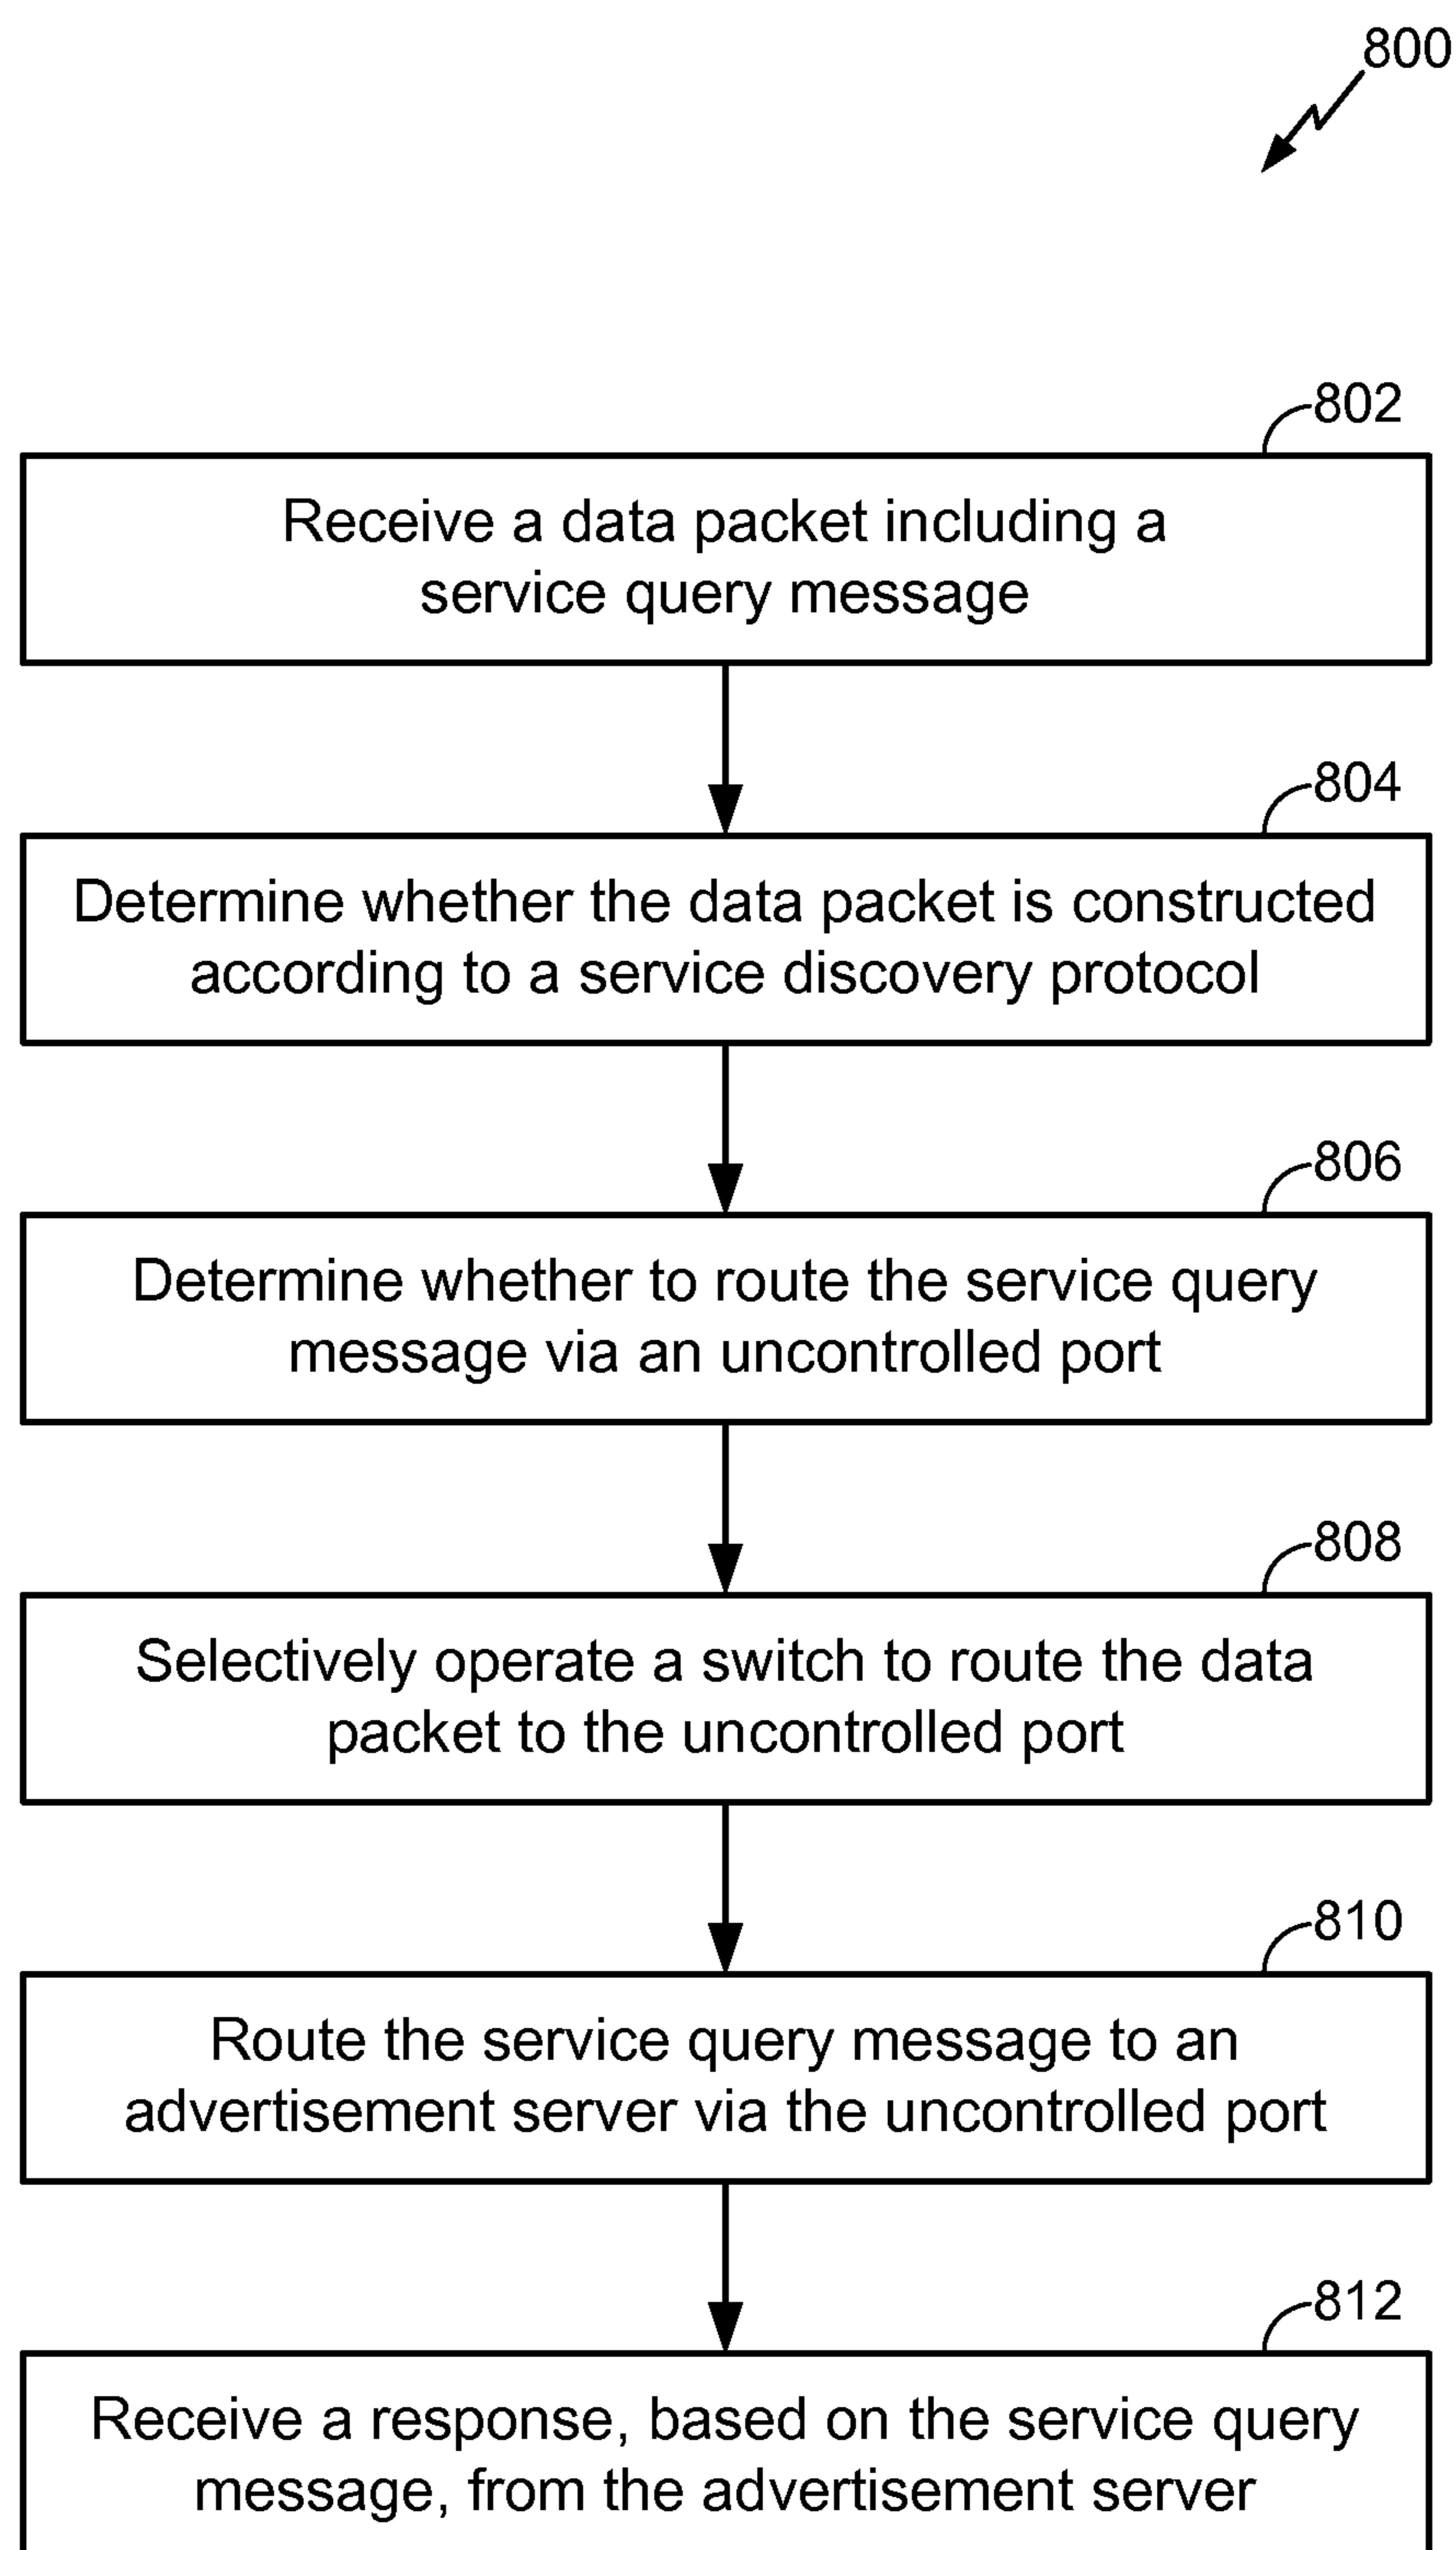 800
802
Receive a data packet including a
service query message
804
Determine whether the data packet is constructed
according to a service discovery protocol
806
Determine whether to route the service query
message via an uncontrolled port
808
Selectively operate a switch to route the data
packet to the uncontrolled port
810
Route the service query message to an
advertisement server via the uncontrolled port
812
Receive a response, based on the service query
message, from the advertisement server